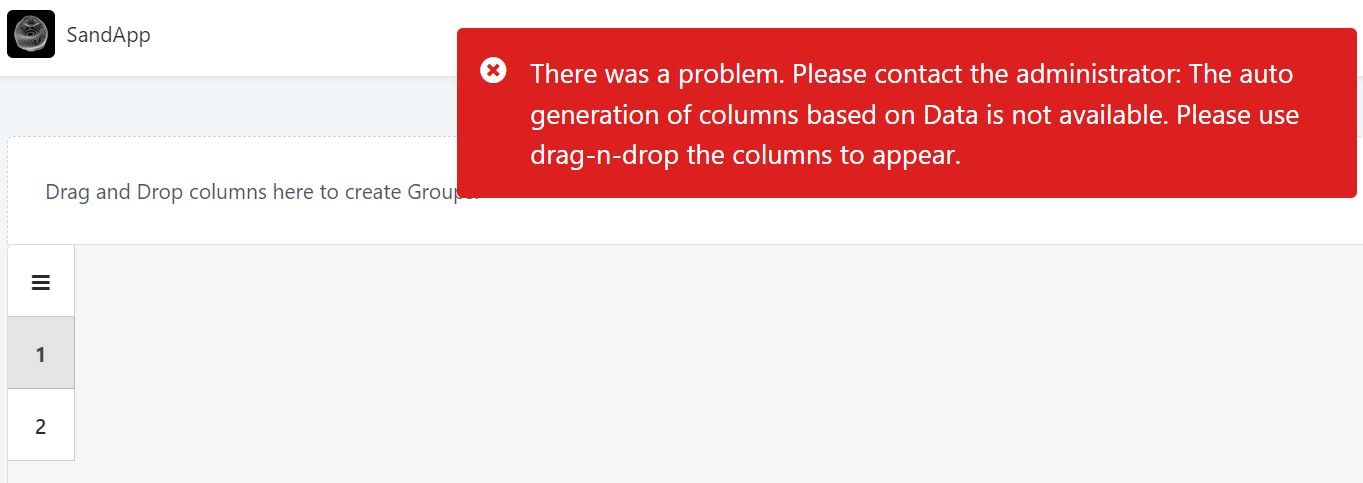 SandApp
There was a problem. Please contact the administrator: The auto
generation of columns based on Data is not available. Please use
drag-n-drop the columns to appear.
Drag and Drop columns here to create Groups.
1
2